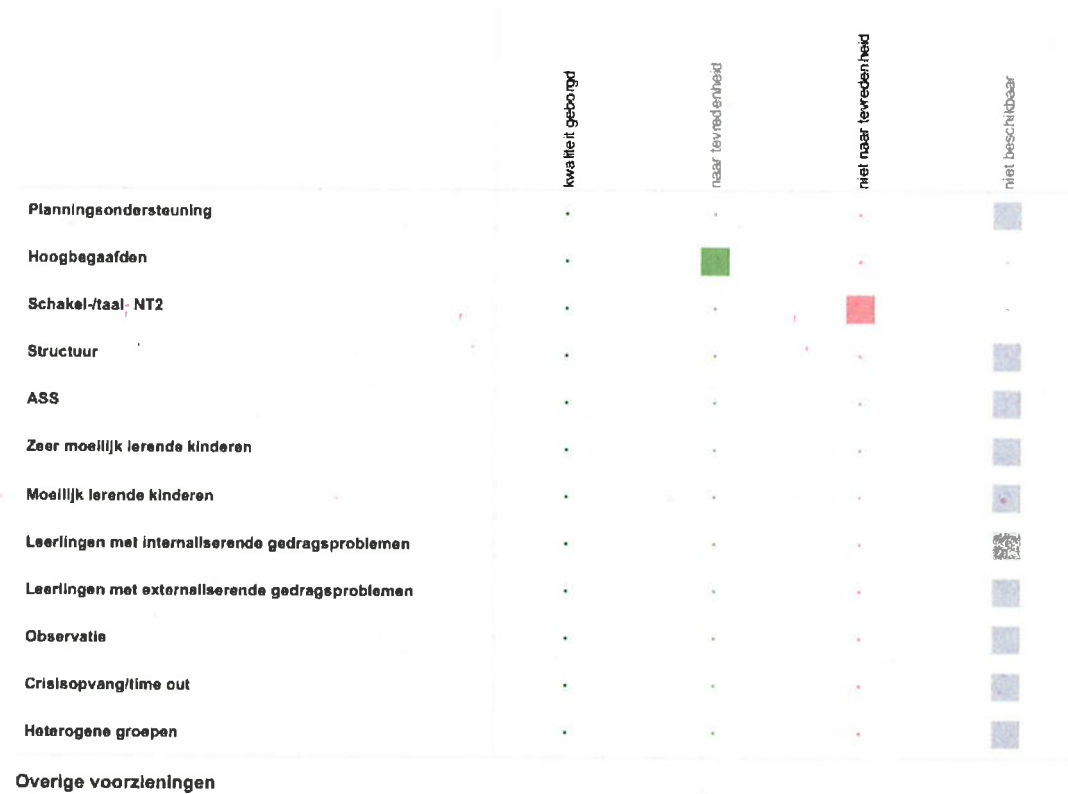 kwaliteit geborgd
naar tevredenheid
niet naar tevredenheid
niet beschikbaar
Planningsondersteuning
Hoogbegaafden
Schakel-/taal- NT2
Structuur
ASS
Zeer moeilijk lerende kinderen
Moeilijk lerende kinderen
Leerlingen met internaliserende gedragsproblemen
Leerlingen met externaliserende gedragsproblemen
Observatie
Crisisopvang/time out
Heterogene groepen
Overige voorzieningen